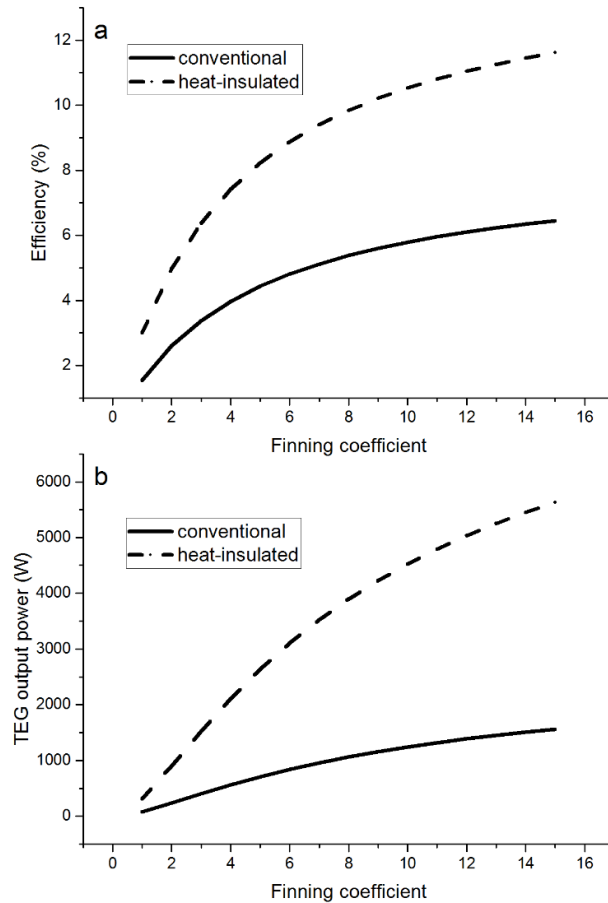 a
conventional
heat-insulated
12
10
8
6
4
2
Efficiency (%)
0 2 4 6 8 10 12 14 16
Finning coefficient
b
conventional
heat-insulated
6000
5000
4000
3000
2000
1000
0
TEG output power (W)
0 2 4 6 8 10 12 14 16
Finning coefficient